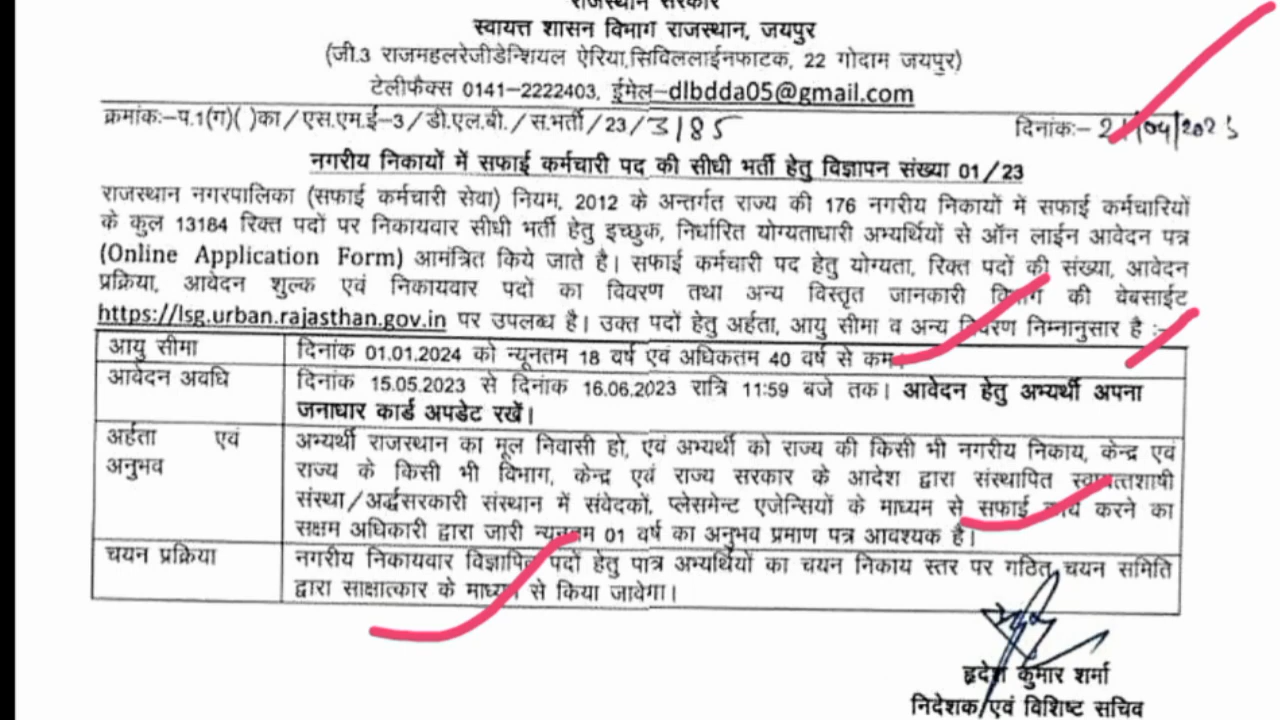 राजस्थान सरकार
स्वायत्त शासन विभाग राजस्थान, जयपुर
(जी.3 राजमहलरेजीडेन्शियल ऐरिया,सिविललाईनफाटक, 22 गोदाम जयपुर)
टेलीफैक्स 0141-2222403, ईमेल-dlbdda05@gmail.com
क्रमांकः-प.1(ग)( )का/एस.एम.ई-3/डी.एल.बी./स.भर्ती/23/3185 दिनांकः-
नगरीय निकायों में सफाई कर्मचारी पद की सीधी भर्ती हेतु विज्ञापन संख्या 01/23
राजस्थान नगरपालिका (सफाई कर्मचारी सेवा) नियम, 2012 के अन्तर्गत राज्य की 176 नगरीय निकायों में सफाई कर्मचारियों
के कुल 13184 रिक्त पदों पर निकायवार सीधी भर्ती हेतु इच्छुक, निर्धारित योग्यताधारी अभ्यर्थियों से ऑन लाईन आवेदन पत्र
(Online Application Form) आमंत्रित किये जाते है। सफाई कर्मचारी पद हेतु योग्यता, रिक्त पदों की संख्या, आवेदन
प्रक्रिया, आवेदन शुल्क एवं निकायवार पदों का विवरण तथा अन्य विस्तृत जानकारी विभाग की वेबसाईट
https://lsg.urban.rajasthan.gov.in पर उपलब्ध है। उक्त पदों हेतु अर्हता, आयु सीमा व अन्य विवरण निम्नानुसार है :-
आयु सीमा दिनांक 01.01.2024 को न्यूनतम 18 वर्ष एवं अधिकतम 40 वर्ष से कम।
आवेदन अवधि दिनांक 15.05.2023 से दिनांक 16.06.2023 रात्रि 11:59 बजे तक। आवेदन हेतु अभ्यर्थी अपना
जनाधार कार्ड अपडेट रखें।
अर्हता एवं अभ्यर्थी राजस्थान का मूल निवासी हो, एवं अभ्यर्थी को राज्य की किसी भी नगरीय निकाय, केन्द्र एवं
अनुभव राज्य के किसी भी विभाग, केन्द्र एवं राज्य सरकार के आदेश द्वारा संस्थापित स्वायत्तशाषी
संस्था/अर्द्धसरकारी संस्थान में संवेदकों, प्लेसमेन्ट एजेन्सियों के माध्यम से सफाई कार्य करने का
सक्षम अधिकारी द्वारा जारी न्यूनतम 01 वर्ष का अनुभव प्रमाण पत्र आवश्यक है।
चयन प्रक्रिया नगरीय निकायवार विज्ञापित पदों हेतु पात्र अभ्यर्थियों का चयन निकाय स्तर पर गठित चयन समिति
द्वारा साक्षात्कार के माध्यम से किया जावेगा।
हृदेश कुमार शर्मा
निदेशक एवं विशिष्ट सचिव